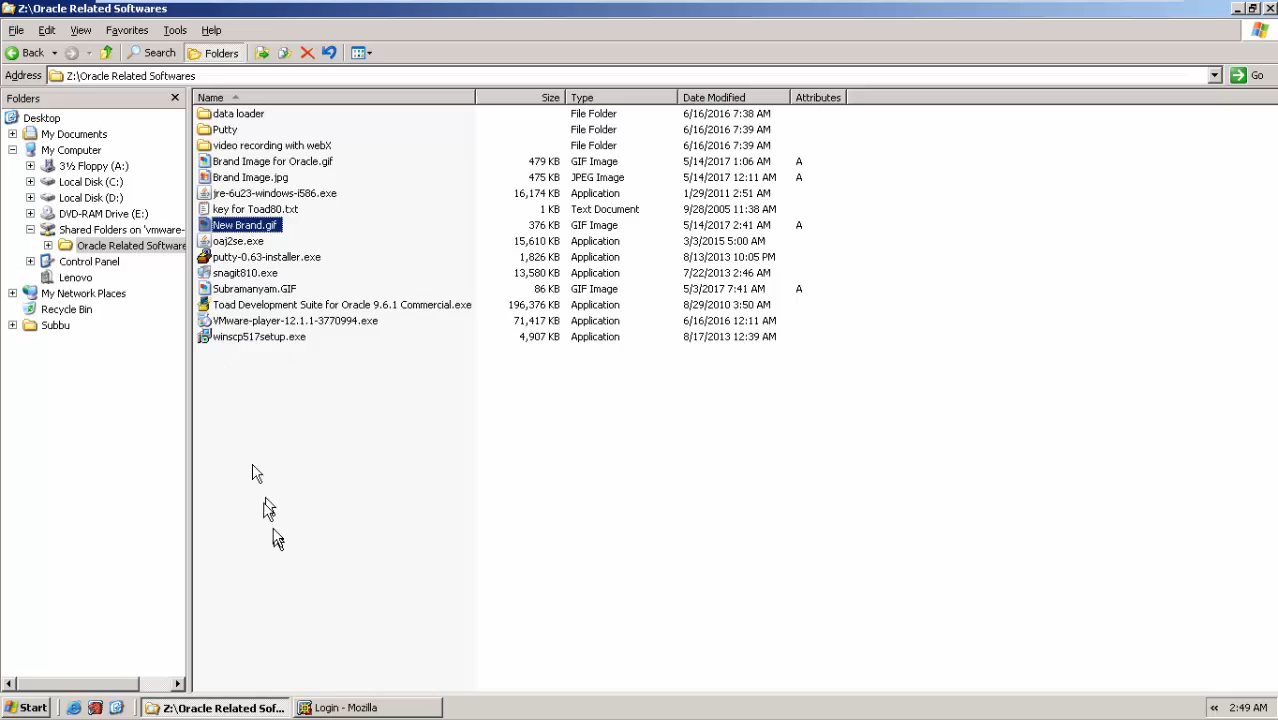 Z:\Oracle Related Softwares
File Edit View Favorites Tools Help
Back Search Folders
Address Z:\Oracle Related Softwares Go
Folders
Name Size Type Date Modified Attributes
Desktop
My Documents
My Computer
3½ Floppy (A:)
Local Disk (C:)
Local Disk (D:)
DVD-RAM Drive (E:)
Shared Folders on 'vmware-
Oracle Related Software
Control Panel
Lenovo
My Network Places
Recycle Bin
Subbu
data loader File Folder 6/16/2016 7:38 AM
Putty File Folder 6/16/2016 7:39 AM
video recording with webX File Folder 6/16/2016 7:39 AM
Brand Image for Oracle.gif 479 KB GIF Image 5/14/2017 1:06 AM A
Brand Image.jpg 475 KB JPEG Image 5/14/2017 12:11 AM A
jre-6u23-windows-i586.exe 16,174 KB Application 1/29/2011 2:51 AM
key for Toad80.txt 1 KB Text Document 9/28/2005 11:38 AM
New Brand.gif 376 KB GIF Image 5/14/2017 2:41 AM A
oaj2se.exe 15,610 KB Application 3/3/2015 5:00 AM
putty-0.63-installer.exe 1,826 KB Application 8/13/2013 10:05 PM
snagit810.exe 13,580 KB Application 7/22/2013 2:46 AM
Subramanyam.GIF 86 KB GIF Image 5/3/2017 7:41 AM A
Toad Development Suite for Oracle 9.6.1 Commercial.exe 196,376 KB Application 8/29/2010 3:50 AM
VMware-player-12.1.1-3770994.exe 71,417 KB Application 6/16/2016 12:11 AM
winscp517setup.exe 4,907 KB Application 8/17/2013 12:39 AM
Start Z:\Oracle Related Sof... Login - Mozilla « 2:49 AM